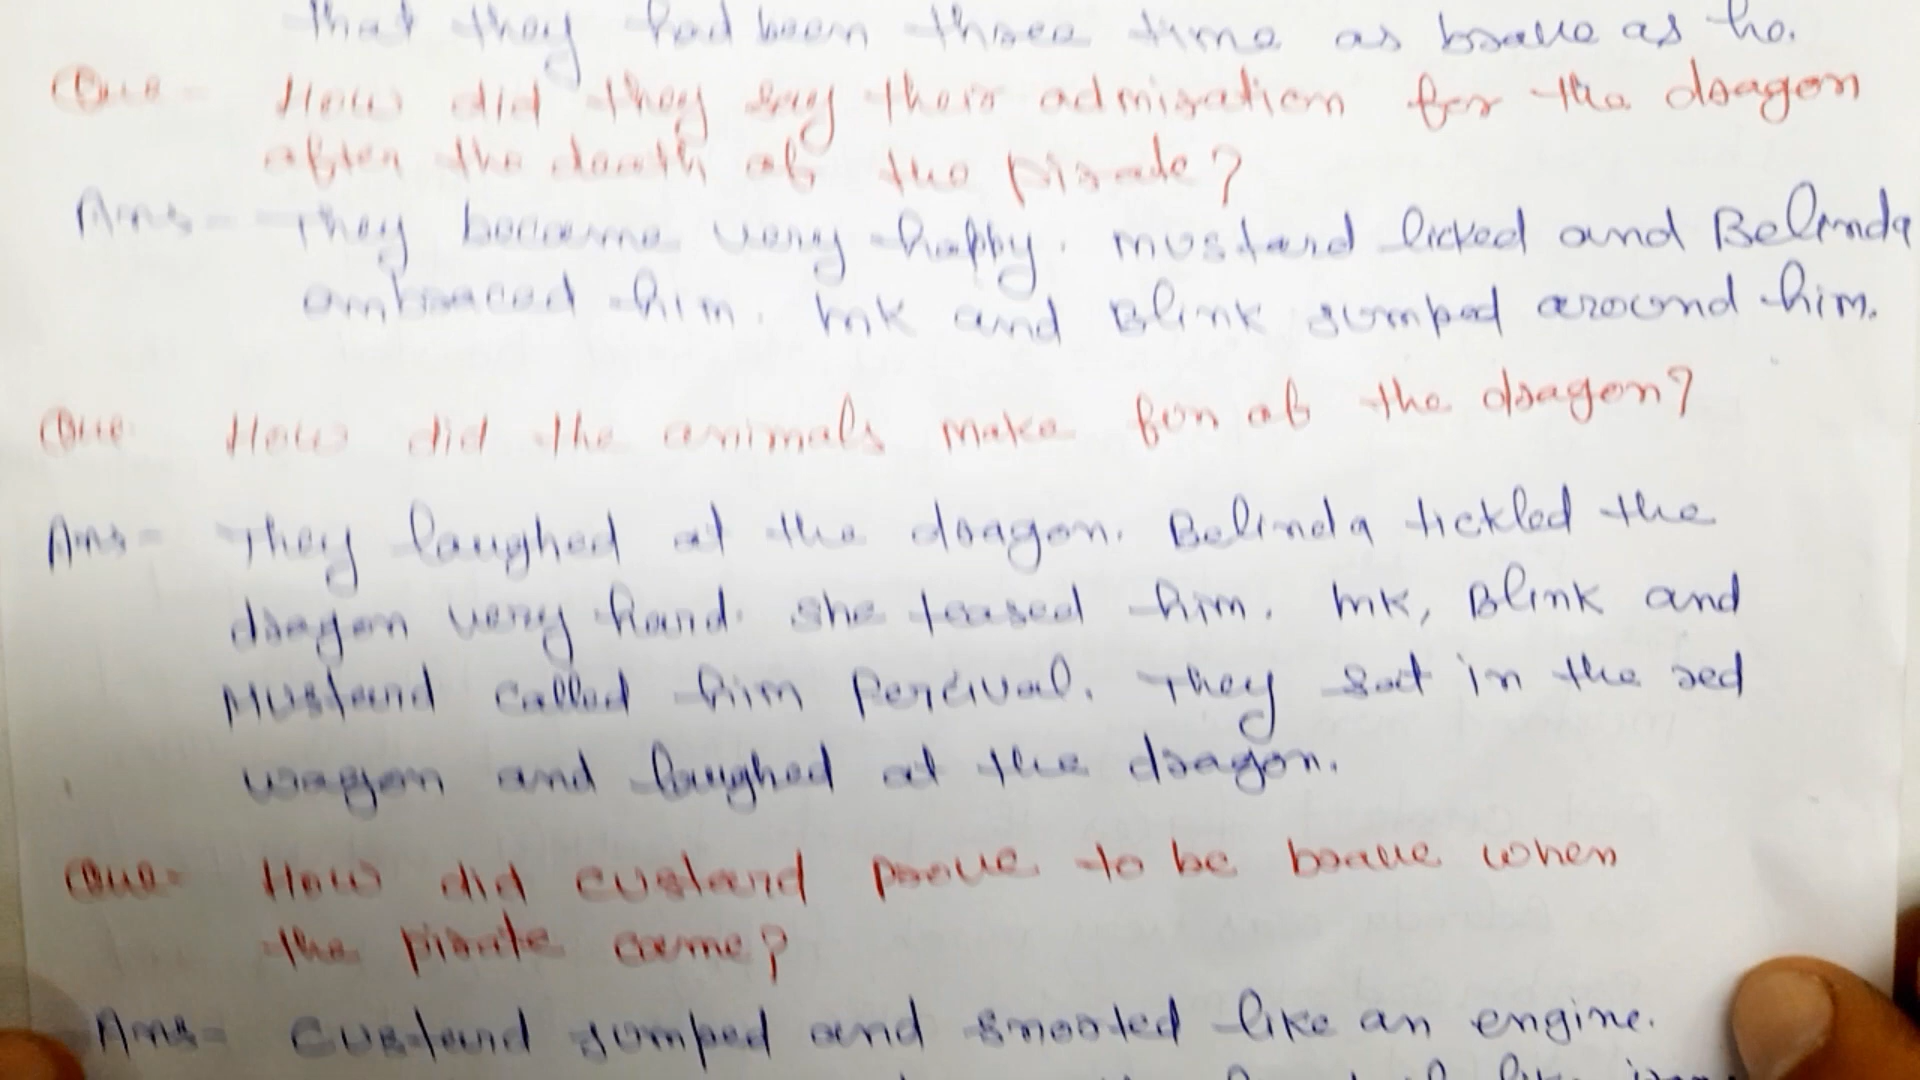 that they had been three time as brave as he.
Que- How did they say their admiration for the dragon
after the death of the pirate?
Ans- They became very happy. Mustard licked and Belinda
embraced him. Ink and Blink jumped around him.
Que- How did the animals make fun of the dragon?
Ans- They laughed at the dragon. Belinda tickled the
dragon very hard. She teased him. Ink, Blink and
Mustard called him Percival. They sat in the red
wagon and laughed at the dragon.
Que- How did custard prove to be brave when
the pirate came?
Ans- Custard jumped and snorted like an engine.